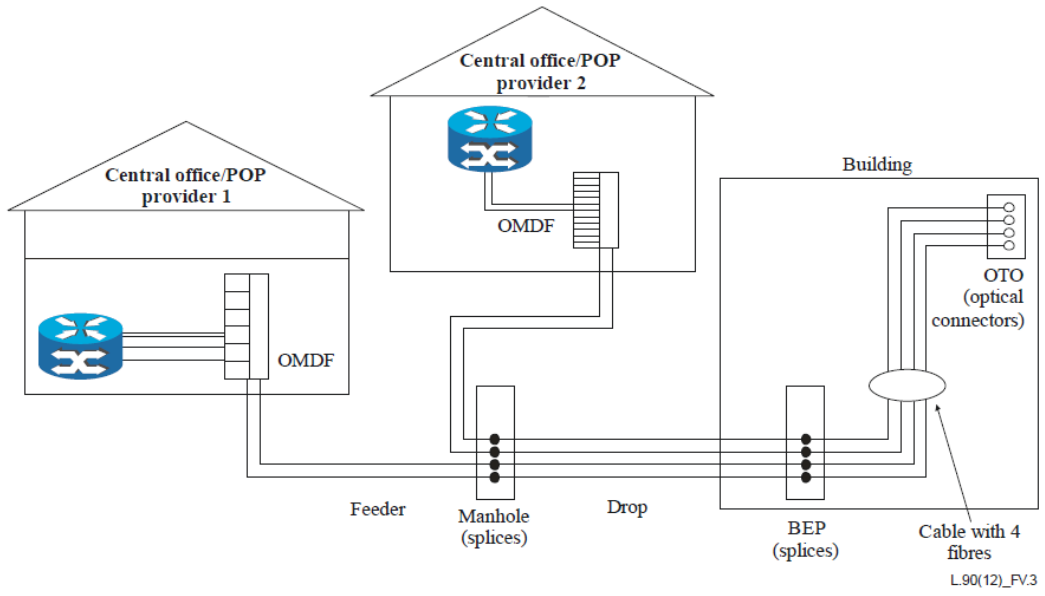 Central office/POP
provider 2
Building
Central office/POP
provider 1
OMDF
OTO
(optical
connectors)
OMDF
Feeder
Manhole
(splices)
Drop
BEP
(splices)
Cable with 4
fibres
L.90(12)_FV.3